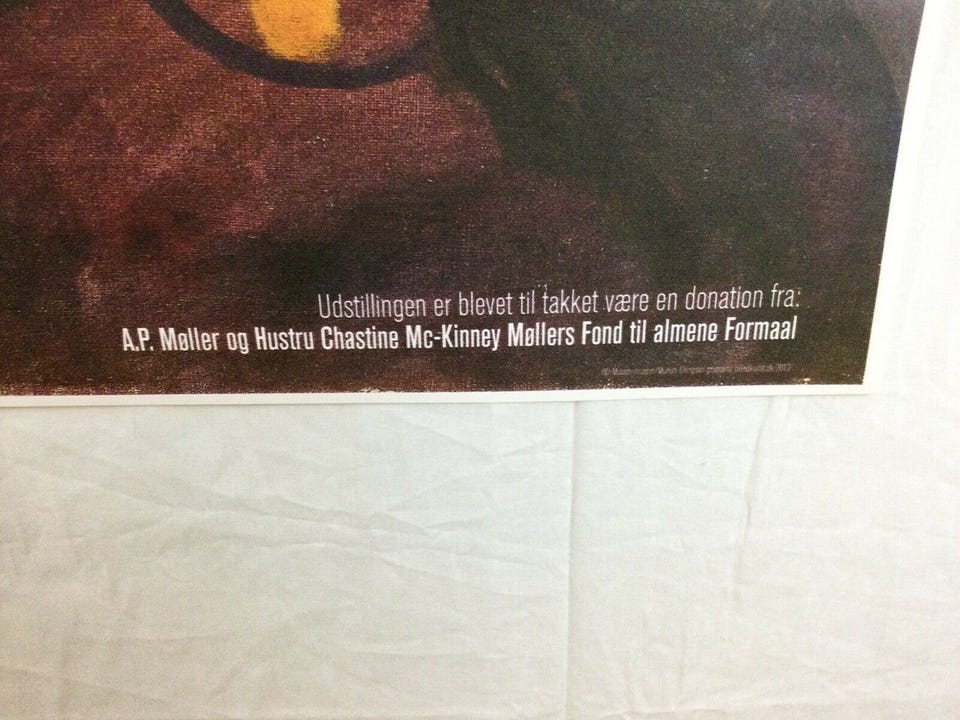 Udstillingen er blevet til takket være en donation fra:
A.P. Møller og Hustru Chastine Mc-Kinney Møllers Fond til almene Formaal
2012